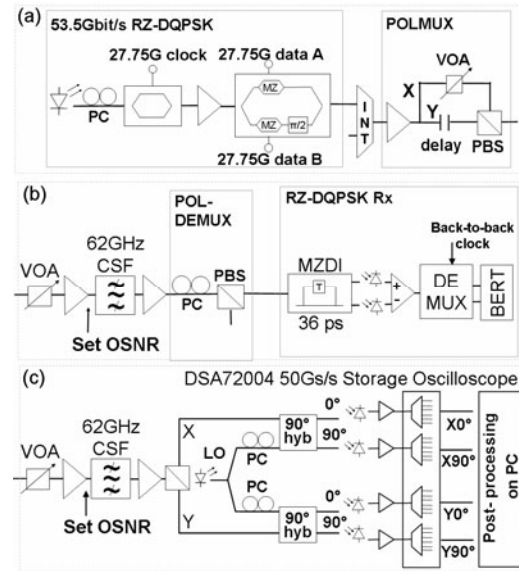 (a) 53.5Gbit/s RZ-DQPSK
POLMUX
27.75G clock
27.75G data A
VOA
X
MZ
I
N
T
Y
PC
MZ
π/2
27.75G data B
delay
PBS
(b)
POL-
DEMUX
RZ-DQPSK Rx
62GHz
CSF
Back-to-back
clock
VOA
PBS
MZDI
T
+
-
DE
MUX
BERT
PC
36 ps
Set OSNR
(c)
DSA72004 50Gs/s Storage Oscilloscope
62GHz
CSF
VOA
X
LO
PC
90°
hyb
0°
90°
X0°
X90°
PC
Y
90°
hyb
0°
90°
Y0°
Y90°
Set OSNR
Post- processing
on PC